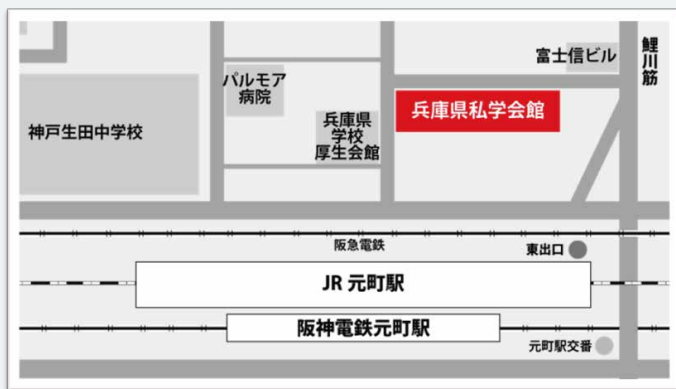 富士信ビル
鯉川筋
パルモア
病院
兵庫県私学会館
神戸生田中学校
兵庫県
学校
厚生会館
阪急電鉄
東出口
JR 元町駅
阪神電鉄元町駅
元町駅交番